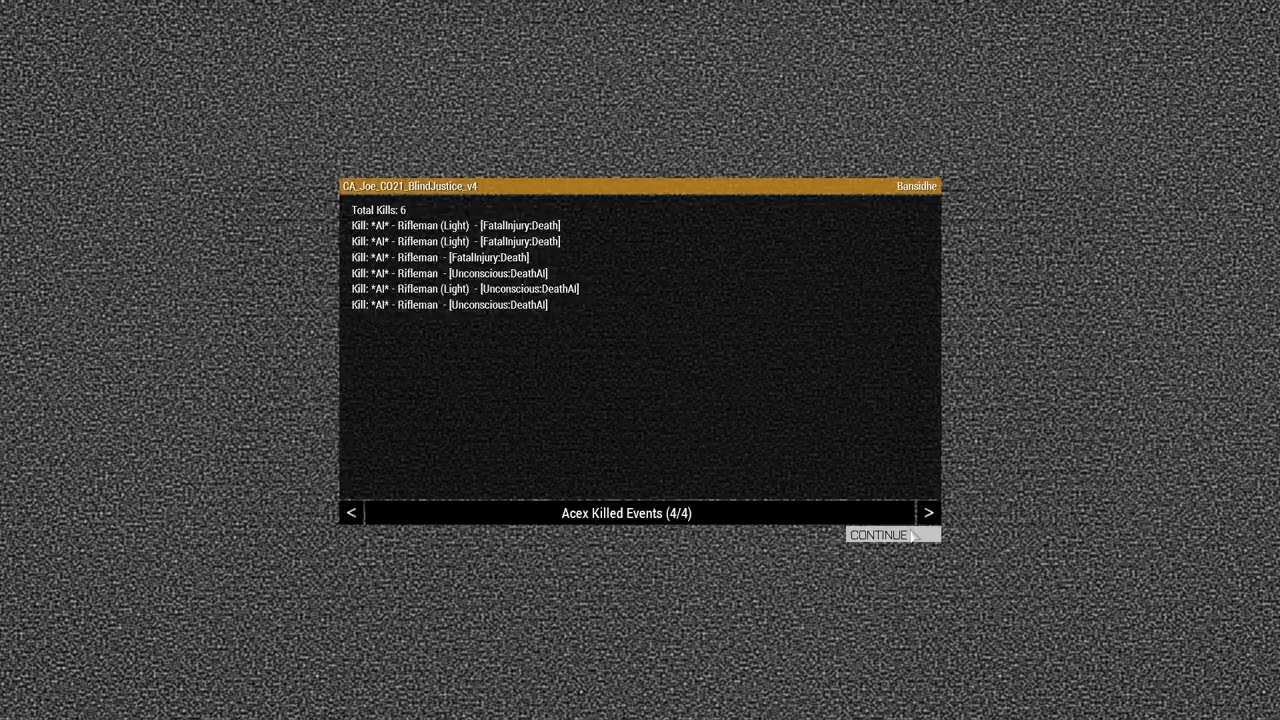 CA_Joe_CO21_BlindJustice_v4 Bansidhe
Total Kills: 6
Kill: *AI* - Rifleman (Light)  - [FatalInjury:Death]
Kill: *AI* - Rifleman (Light)  - [FatalInjury:Death]
Kill: *AI* - Rifleman  - [FatalInjury:Death]
Kill: *AI* - Rifleman  - [Unconscious:DeathAI]
Kill: *AI* - Rifleman (Light)  - [Unconscious:DeathAI]
Kill: *AI* - Rifleman  - [Unconscious:DeathAI]
< Acex Killed Events (4/4) >
CONTINUE